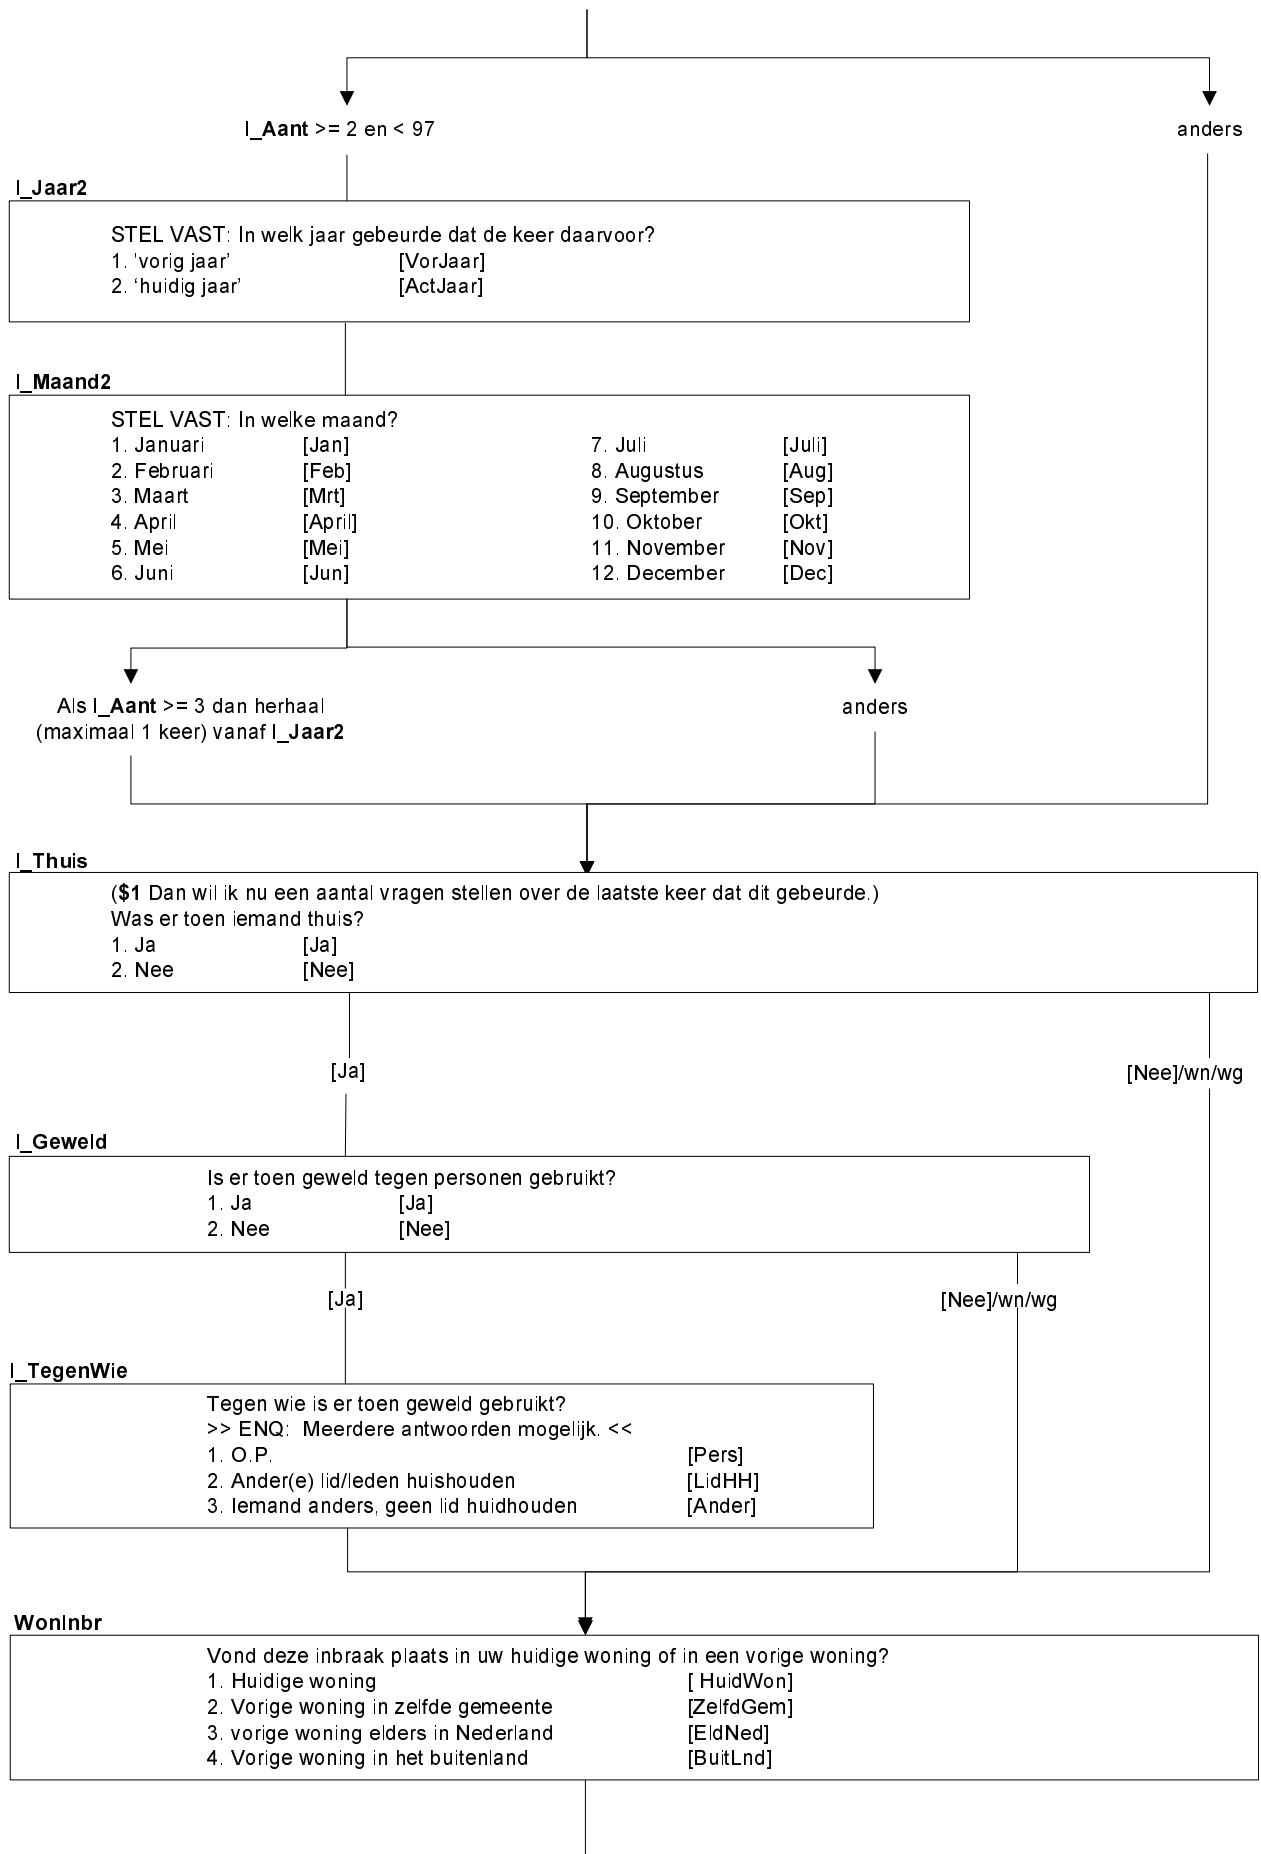 I_Aant >= 2 en < 97
anders
I_Jaar2
STEL VAST: In welk jaar gebeurde dat de keer daarvoor?
1. 'vorig jaar' [VorJaar]
2. ‘huidig jaar’ [ActJaar]
I_Maand2
STEL VAST: In welke maand?
1. Januari [Jan] 7. Juli [Juli]
2. Februari [Feb] 8. Augustus [Aug]
3. Maart [Mrt] 9. September [Sep]
4. April [April] 10. Oktober [Okt]
5. Mei [Mei] 11. November [Nov]
6. Juni [Jun] 12. December [Dec]
Als I_Aant >= 3 dan herhaal
(maximaal 1 keer) vanaf I_Jaar2
anders
I_Thuis
($1 Dan wil ik nu een aantal vragen stellen over de laatste keer dat dit gebeurde.)
Was er toen iemand thuis?
1. Ja [Ja]
2. Nee [Nee]
[Ja]
[Nee]/wn/wg
I_Geweld
Is er toen geweld tegen personen gebruikt?
1. Ja [Ja]
2. Nee [Nee]
[Ja]
[Nee]/wn/wg
I_TegenWie
Tegen wie is er toen geweld gebruikt?
>> ENQ: Meerdere antwoorden mogelijk. <<
1. O.P. [Pers]
2. Ander(e) lid/leden huishouden [LidHH]
3. Iemand anders, geen lid huidhouden [Ander]
WonInbr
Vond deze inbraak plaats in uw huidige woning of in een vorige woning?
1. Huidige woning [ HuidWon]
2. Vorige woning in zelfde gemeente [ZelfdGem]
3. vorige woning elders in Nederland [EldNed]
4. Vorige woning in het buitenland [BuitLnd]